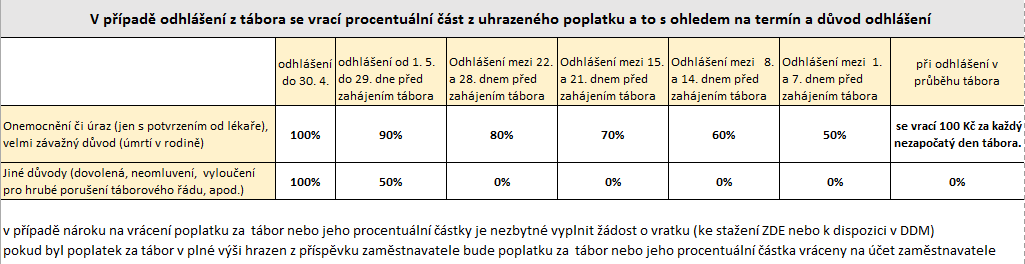 V případě odhlášení z tábora se vrací procentuální část z uhrazeného poplatku a to s ohledem na termín a důvod odhlášení
odhlášení
do 30. 4.
odhlášení od 1. 5.
do 29. dne před
zahájením tábora
Odhlášení mezi 22.
a 28. dnem před
zahájením tábora
Odhlášení mezi 15.
a 21. dnem před
zahájením tábora
Odhlášení mezi 8.
a 14. dnem před
zahájením tábora
Odhlášení mezi 1.
a 7. dnem před
zahájením tábora
při odhlášení v
průběhu tábora
Onemocnění či úraz (jen s potvrzením od lékaře),
velmi závažný důvod (úmrtí v rodině)
100%
90%
80%
70%
60%
50%
se vrací 100 Kč za každý
nezapočatý den tábora.
Jiné důvody (dovolená, neomluvení, vyloučení
pro hrubé porušení táborového řádu, apod.)
100%
50%
0%
0%
0%
0%
0%
v případě nároku na vrácení poplatku za tábor nebo jeho procentuální částky je nezbytné vyplnit žádost o vratku (ke stažení ZDE nebo k dispozici v DDM)
pokud byl poplatek za tábor v plné výši hrazen z příspěvku zaměstnavatele bude poplatku za tábor nebo jeho procentuální částka vráceny na účet zaměstnavatele